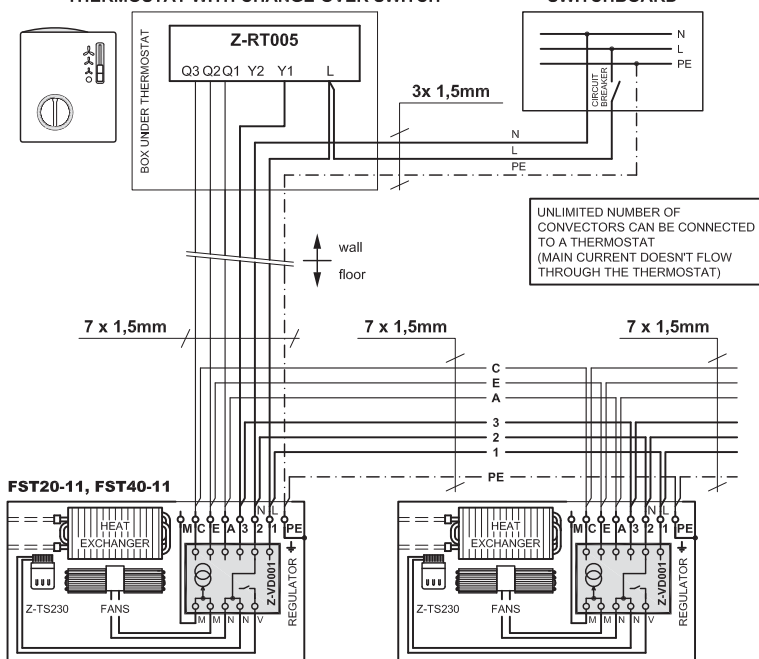 THERMOSTAT WITH CHANGE-OVER SWITCH
SWITCHBOARD
BOX UNDER THERMOSTAT
Z-RT005
Q3 Q2 Q1 Y2 Y1 L
N
L
PE
CIRCUIT
BREAKER
3x 1,5mm
N
L
PE
UNLIMITED NUMBER OF
CONVECTORS CAN BE CONNECTED
TO A THERMOSTAT
(MAIN CURRENT DOESN'T FLOW
THROUGH THE THERMOSTAT)
wall
floor
7 x 1,5mm
7 x 1,5mm
7 x 1,5mm
C
E
A
3
2
1
PE
FST20-11, FST40-11
N L
M C E A 3 2 1 PE
HEAT
EXCHANGER
Z-TS230
FANS
Z-VD001
REGULATOR
M M N N V
N L
M C E A 3 2 1 PE
HEAT
EXCHANGER
Z-TS230
FANS
Z-VD001
REGULATOR
M M N N V